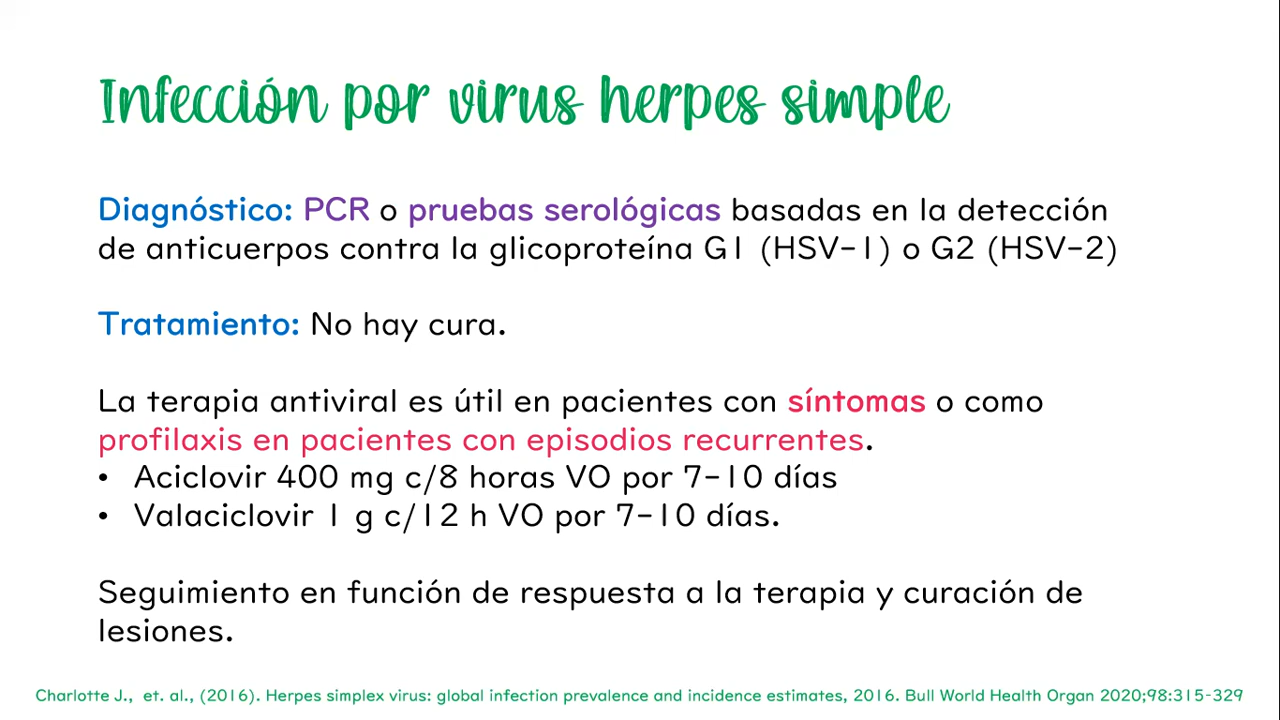 Infección por virus herpes simple
Diagnóstico: PCR o pruebas serológicas basadas en la detección
de anticuerpos contra la glicoproteína G1 (HSV-1) o G2 (HSV-2)
Tratamiento: No hay cura.
La terapia antiviral es útil en pacientes con síntomas o como
profilaxis en pacientes con episodios recurrentes.
• Aciclovir 400 mg c/8 horas VO por 7-10 días
• Valaciclovir 1 g c/12 h VO por 7-10 días.
Seguimiento en función de respuesta a la terapia y curación de
lesiones.
Charlotte J., et. al., (2016). Herpes simplex virus: global infection prevalence and incidence estimates, 2016. Bull World Health Organ 2020;98:315-329